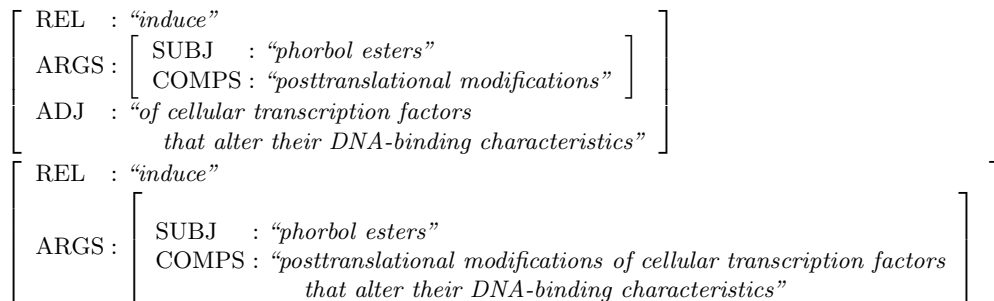 REL : “induce”
ARGS : SUBJ : “phorbol esters”
COMPS : “posttranslational modifications”
ADJ : “of cellular transcription factors
that alter their DNA-binding characteristics”
REL : “induce”
ARGS : SUBJ : “phorbol esters”
COMPS : “posttranslational modifications of cellular transcription factors
that alter their DNA-binding characteristics”